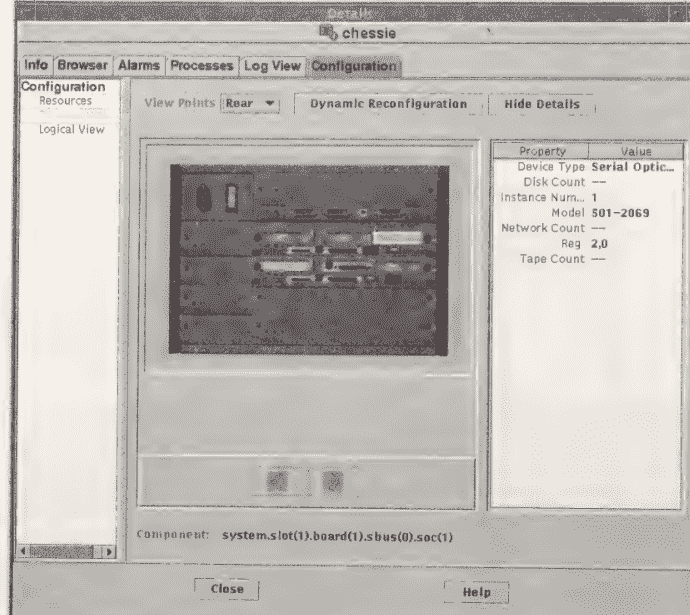 Details
chessie
Info Browser Alarms Processes Log View Configuration
Configuration
Resources
Logical View
View Points Rear Dynamic Reconfiguration Hide Details
Property Value
Device Type Serial Optic...
Disk Count —
Instance Num... 1
Model 501-2069
Network Count —
Reg 2,0
Tape Count —
Component: system.slot(1).board(1).sbus(0).soc(1)
Close Help